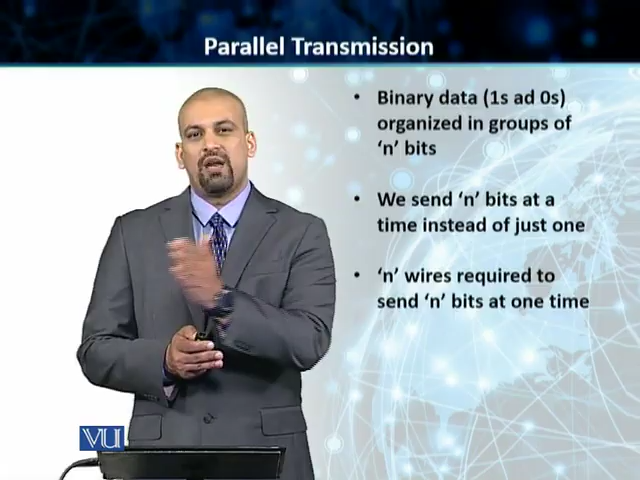 Parallel Transmission
• Binary data (1s ad 0s)
organized in groups of
‘n’ bits
• We send ‘n’ bits at a
time instead of just one
• ‘n’ wires required to
send ‘n’ bits at one time
VU